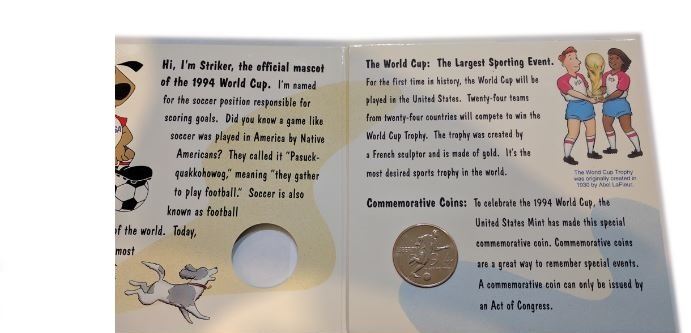 Hi, I'm Striker, the official mascot
of the 1994 World Cup. I'm named
for the soccer position responsible for
scoring goals. Did you know a game like
soccer was played in America by Native
Americans? They called it "Pasuck-
quakkohowog," meaning "they gather
to play football." Soccer is also
known as football
of the world. Today,
most
The World Cup: The Largest Sporting Event.
For the first time in history, the World Cup will be
played in the United States. Twenty-four teams
from twenty-four countries will compete to win the
World Cup Trophy. The trophy was created by
a French sculptor and is made of gold. It's the
most desired sports trophy in the world.
The World Cup Trophy
was originally created in
1930 by Abel LaFleur.
Commemorative Coins: To celebrate the 1994 World Cup, the
United States Mint has made this special
commemorative coin. Commemorative coins
are a great way to remember special events.
A commemorative coin can only be issued by
an Act of Congress.